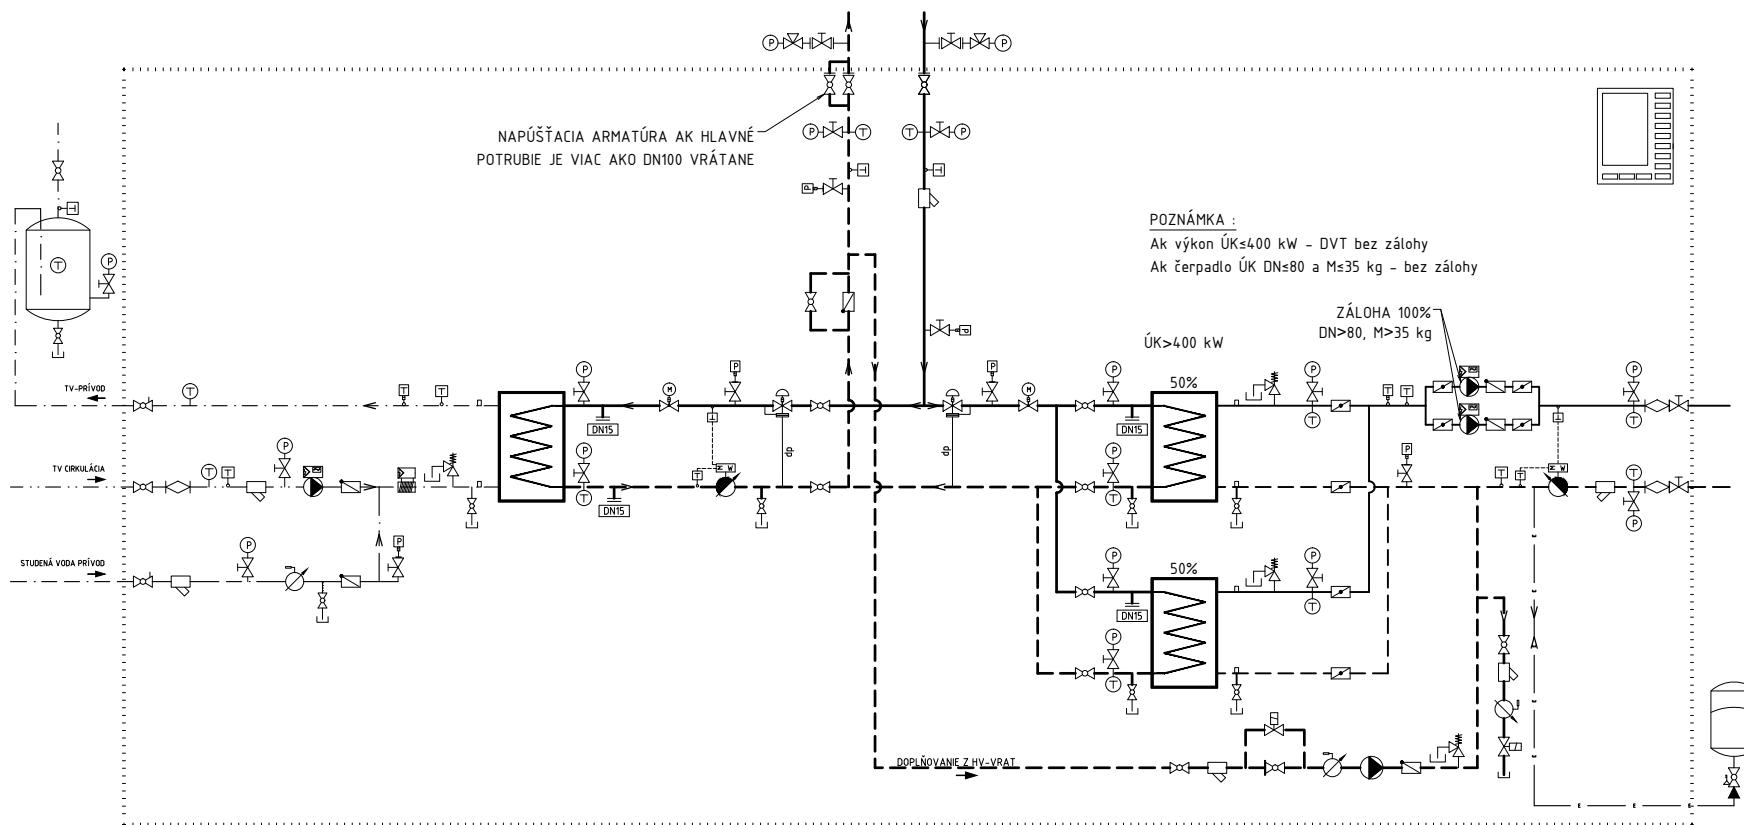 P
P
NAPÚŠŤACIA ARMATÚRA AK HLAVNÉ
POTRUBIE JE VIAC AKO DN100 VRÁTANE
P T
T P
T
T
P
T
T
P
POZNÁMKA :
Ak výkon ÚK≤400 kW - DVT bez zálohy
Ak čerpadlo ÚK DN≤80 a M≤35 kg - bez zálohy
ZÁLOHA 100%
DN>80, M>35 kg
ÚK>400 kW
P
TV-PRÍVOD
T
T
T
P
M
P
DN15
dp
P
M
P
50%
DN15
P
T
T
T
P
T
TV CIRKULÁCIA
T
T
P
P
T
DN15
T
M W
dp
P
T
P
T
T
M W
T
P
STUDENÁ VODA PRÍVOD
P
P
P
50%
DN15
P
T
P
T
DOPLŇOVANIE Z HV-VRAT
E
E
E